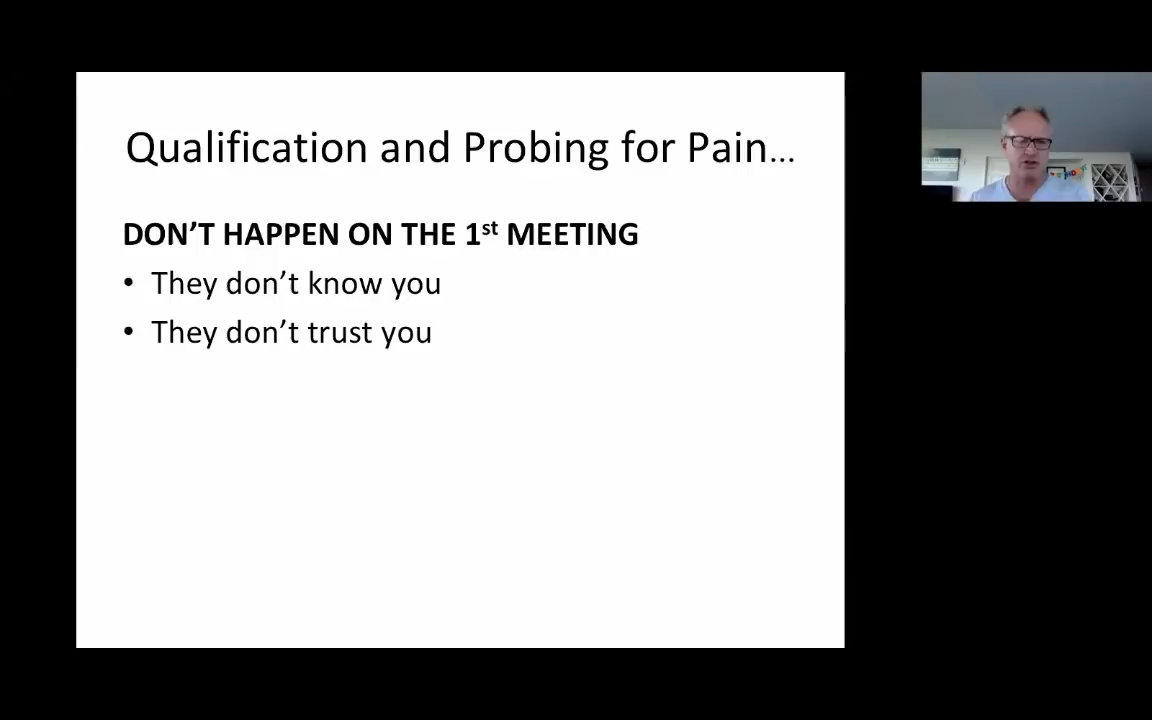 Qualification and Probing for Pain...
DON'T HAPPEN ON THE 1st MEETING
• They don't know you
• They don't trust you